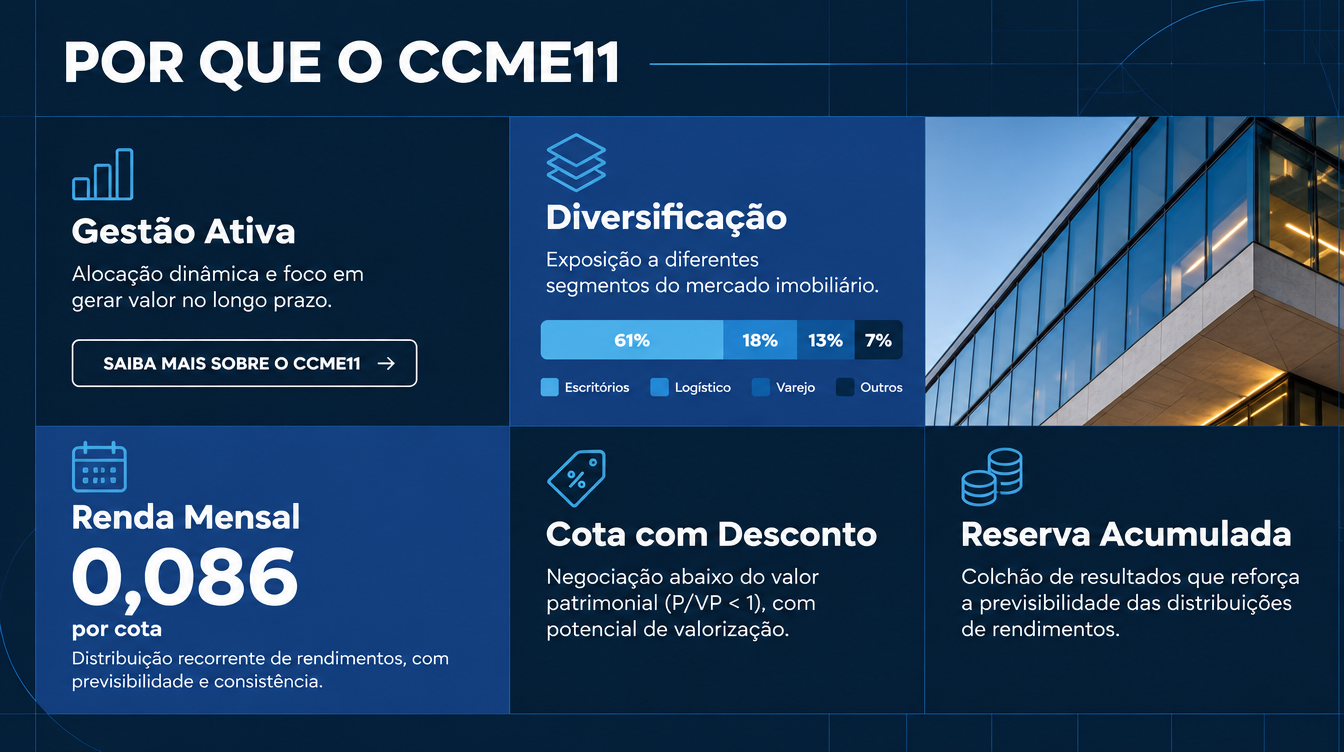 POR QUE O CCME11
Gestão Ativa
Alocação dinâmica e foco em
gerar valor no longo prazo.
SAIBA MAIS SOBRE O CCME11 →
Diversificação
Exposição a diferentes
segmentos do mercado imobiliário.
61% 18% 13% 7%
Escritórios Logístico Varejo Outros
Renda Mensal
0,086
por cota
Distribuição recorrente de rendimentos, com
previsibilidade e consistência.
Cota com Desconto
Negociação abaixo do valor
patrimonial (P/VP < 1), com
potencial de valorização.
Reserva Acumulada
Colchão de resultados que reforça
a previsibilidade das distribuições
de rendimentos.